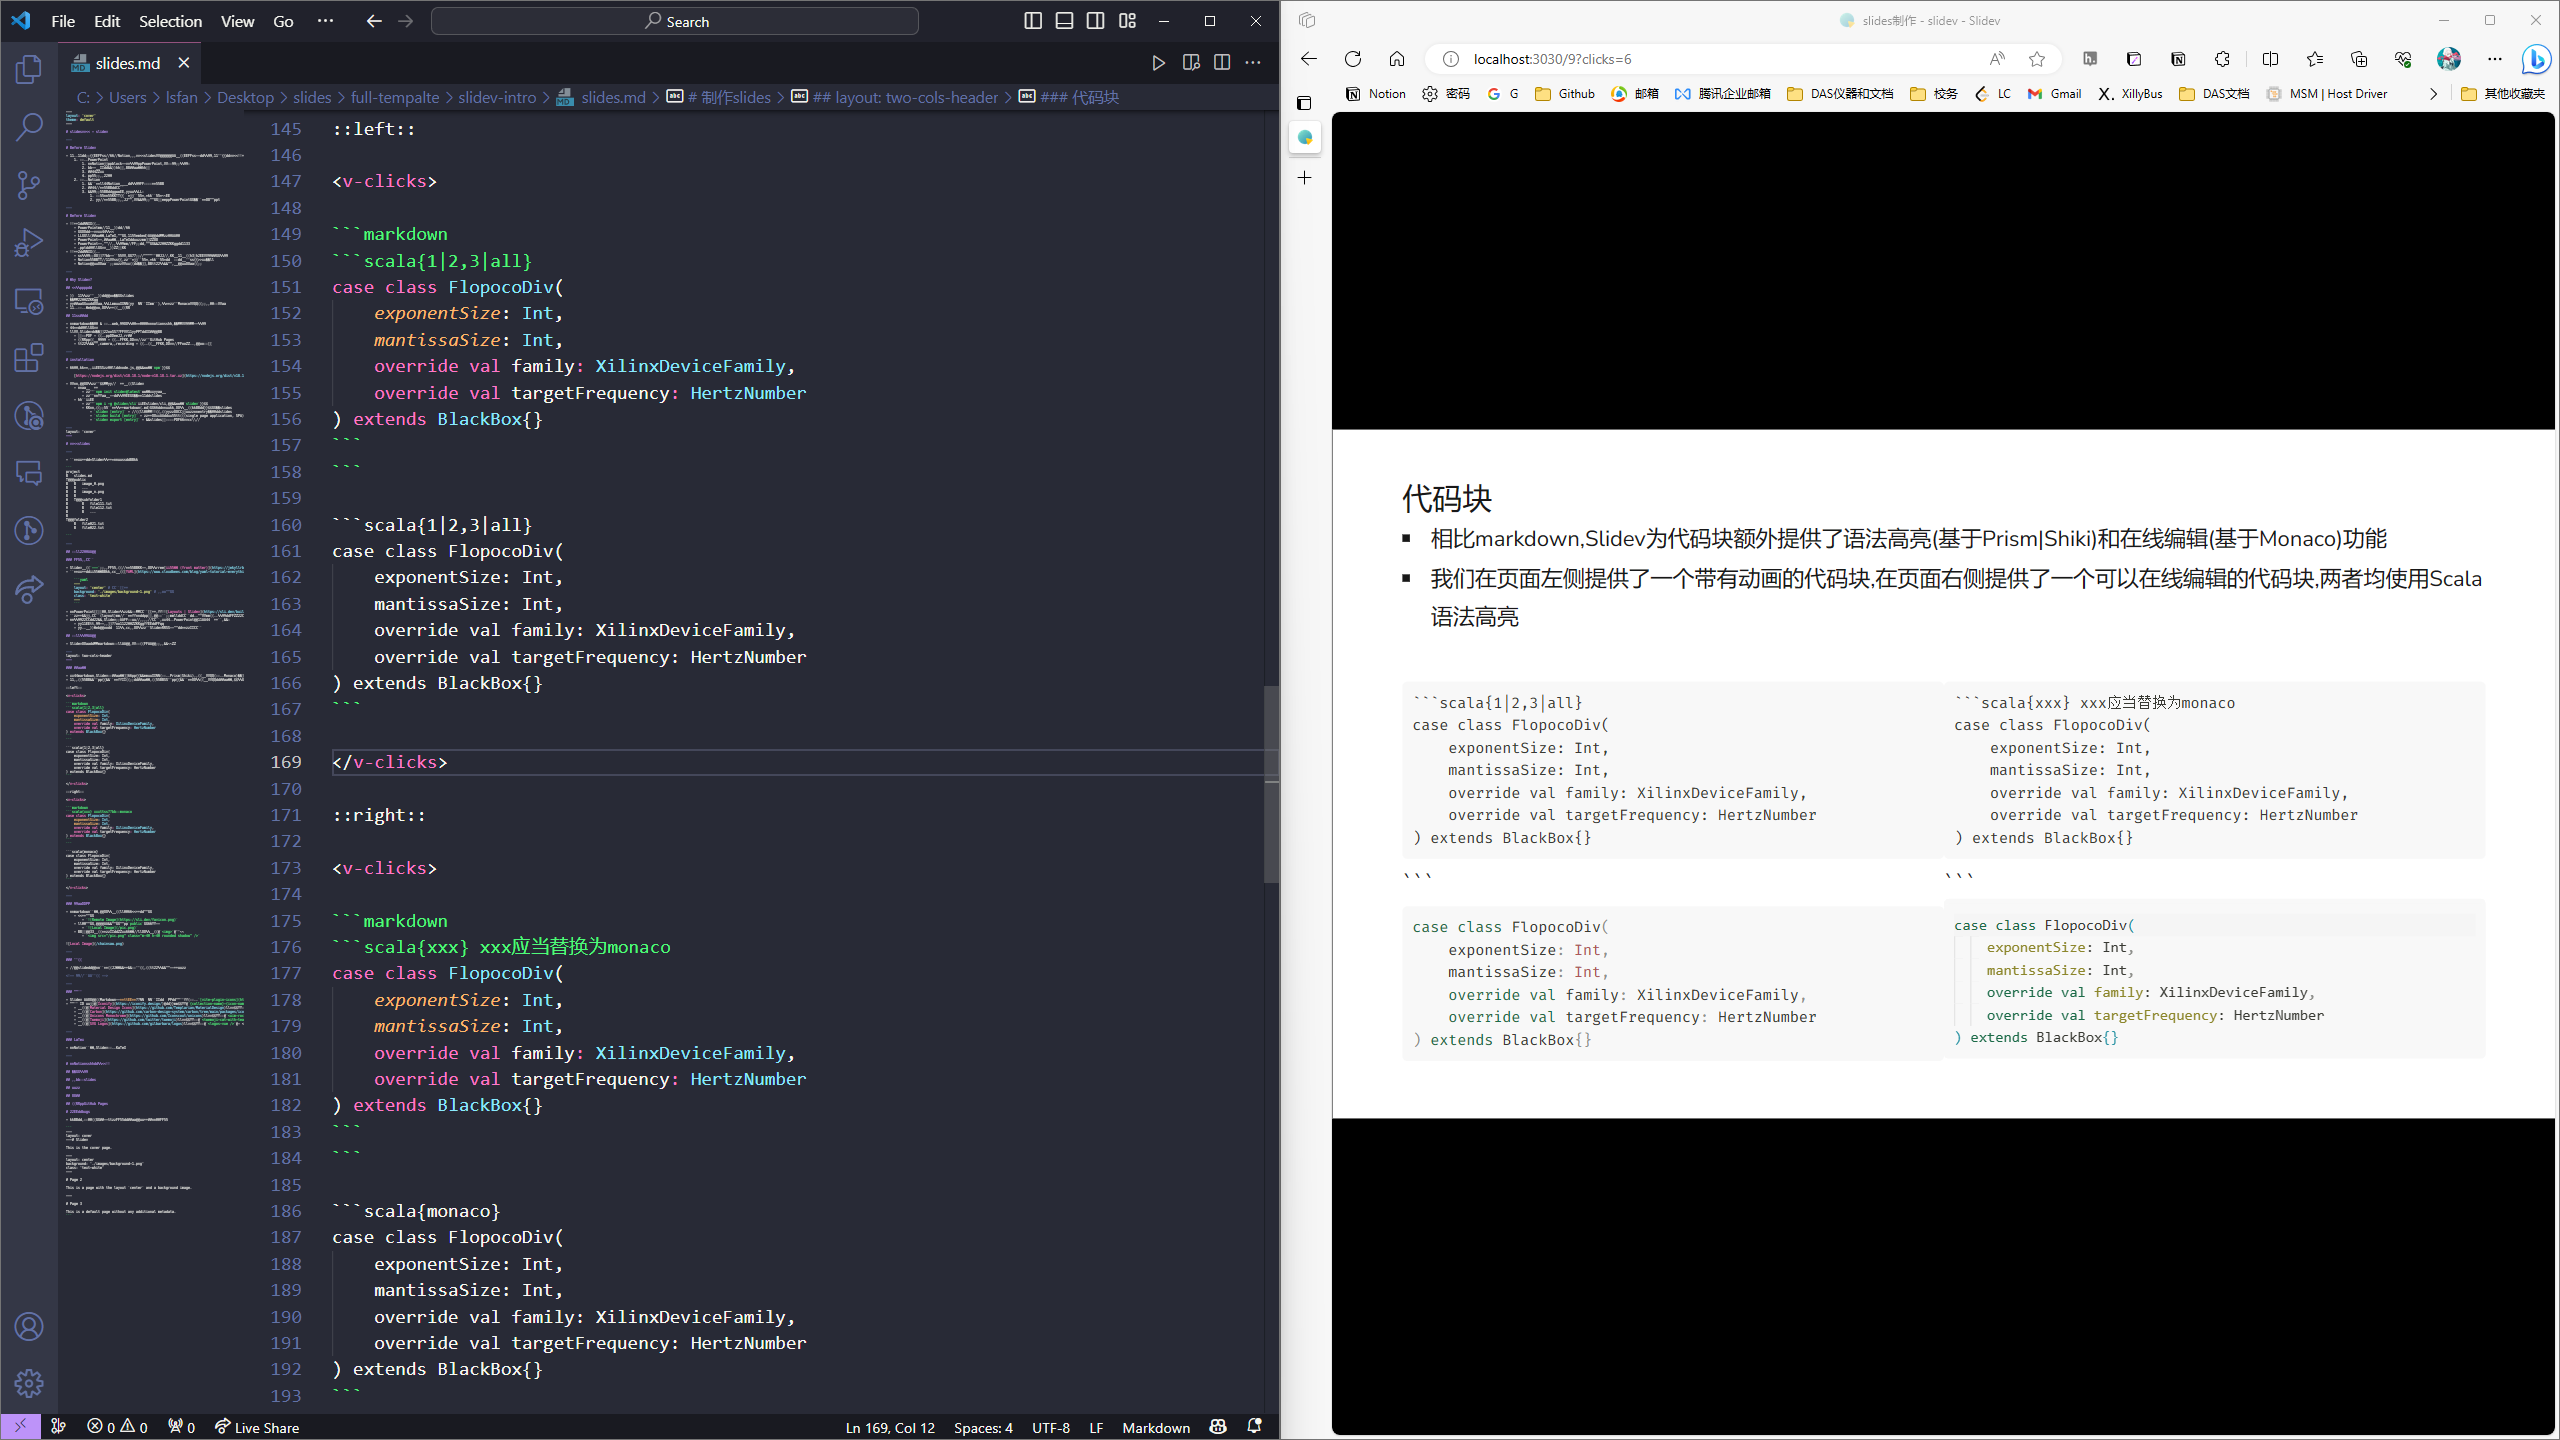 File Edit Selection View Go ··· Search
slides.md
C: > Users > lsfan > Desktop > slides > full-tempalte > slidev-intro > slides.md > # 制作slides > ## layout: two-cols-header > ### 代码块
145 ::left::
146
147 <v-clicks>
148
149 ```markdown
150 ```scala{1|2,3|all}
151 case class FlopocoDiv(
152 exponentSize: Int,
153 mantissaSize: Int,
154 override val family: XilinxDeviceFamily,
155 override val targetFrequency: HertzNumber
156 ) extends BlackBox{}
157 ```
158 ```
159
160 ```scala{1|2,3|all}
161 case class FlopocoDiv(
162 exponentSize: Int,
163 mantissaSize: Int,
164 override val family: XilinxDeviceFamily,
165 override val targetFrequency: HertzNumber
166 ) extends BlackBox{}
167 ```
168
169 </v-clicks>
170
171 ::right::
172
173 <v-clicks>
174
175 ```markdown
176 ```scala{xxx} xxx应当替换为monaco
177 case class FlopocoDiv(
178 exponentSize: Int,
179 mantissaSize: Int,
180 override val family: XilinxDeviceFamily,
181 override val targetFrequency: HertzNumber
182 ) extends BlackBox{}
183 ```
184 ```
185
186 ```scala{monaco}
187 case class FlopocoDiv(
188 exponentSize: Int,
189 mantissaSize: Int,
190 override val family: XilinxDeviceFamily,
191 override val targetFrequency: HertzNumber
192 ) extends BlackBox{}
193 ```
0 0 0 Live Share Ln 169, Col 12 Spaces: 4 UTF-8 LF Markdown
slides制作 - slidev - Slidev
localhost:3030/9?clicks=6
Notion 密码 G Github 邮箱 腾讯企业邮箱 DAS仪器和文档 校务 LC Gmail XillyBus DAS文档 MSM | Host Driver 其他收藏夹
代码块
相比markdown,Slidev为代码块额外提供了语法高亮(基于Prism|Shiki)和在线编辑(基于Monaco)功能
我们在页面左侧提供了一个带有动画的代码块,在页面右侧提供了一个可以在线编辑的代码块,两者均使用Scala
语法高亮
```scala{1|2,3|all}
case class FlopocoDiv(
exponentSize: Int,
mantissaSize: Int,
override val family: XilinxDeviceFamily,
override val targetFrequency: HertzNumber
) extends BlackBox{}
```
case class FlopocoDiv(
exponentSize: Int,
mantissaSize: Int,
override val family: XilinxDeviceFamily,
override val targetFrequency: HertzNumber
) extends BlackBox{}
```scala{xxx} xxx应当替换为monaco
case class FlopocoDiv(
exponentSize: Int,
mantissaSize: Int,
override val family: XilinxDeviceFamily,
override val targetFrequency: HertzNumber
) extends BlackBox{}
```
case class FlopocoDiv(
exponentSize: Int,
mantissaSize: Int,
override val family: XilinxDeviceFamily,
override val targetFrequency: HertzNumber
) extends BlackBox{}